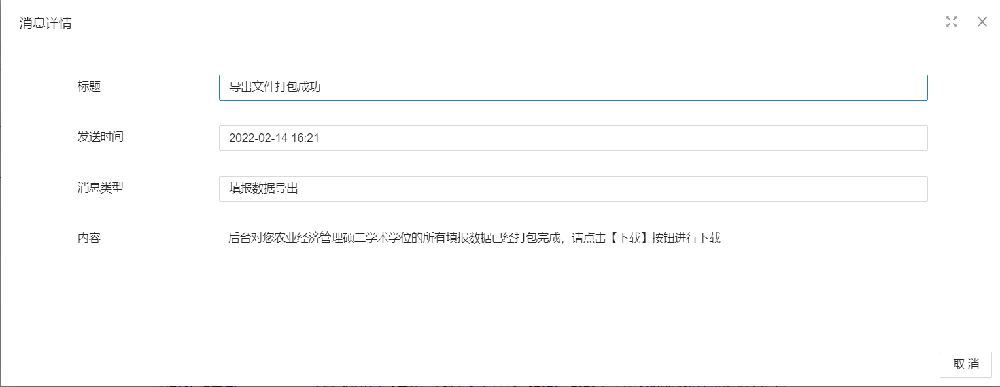 消息详情
标题
导出文件打包成功
发送时间
2022-02-14 16:21
消息类型
填报数据导出
内容
后台对您农业经济管理硕二学术学位的所有填报数据已经打包完成，请点击【下载】按钮进行下载
取 消